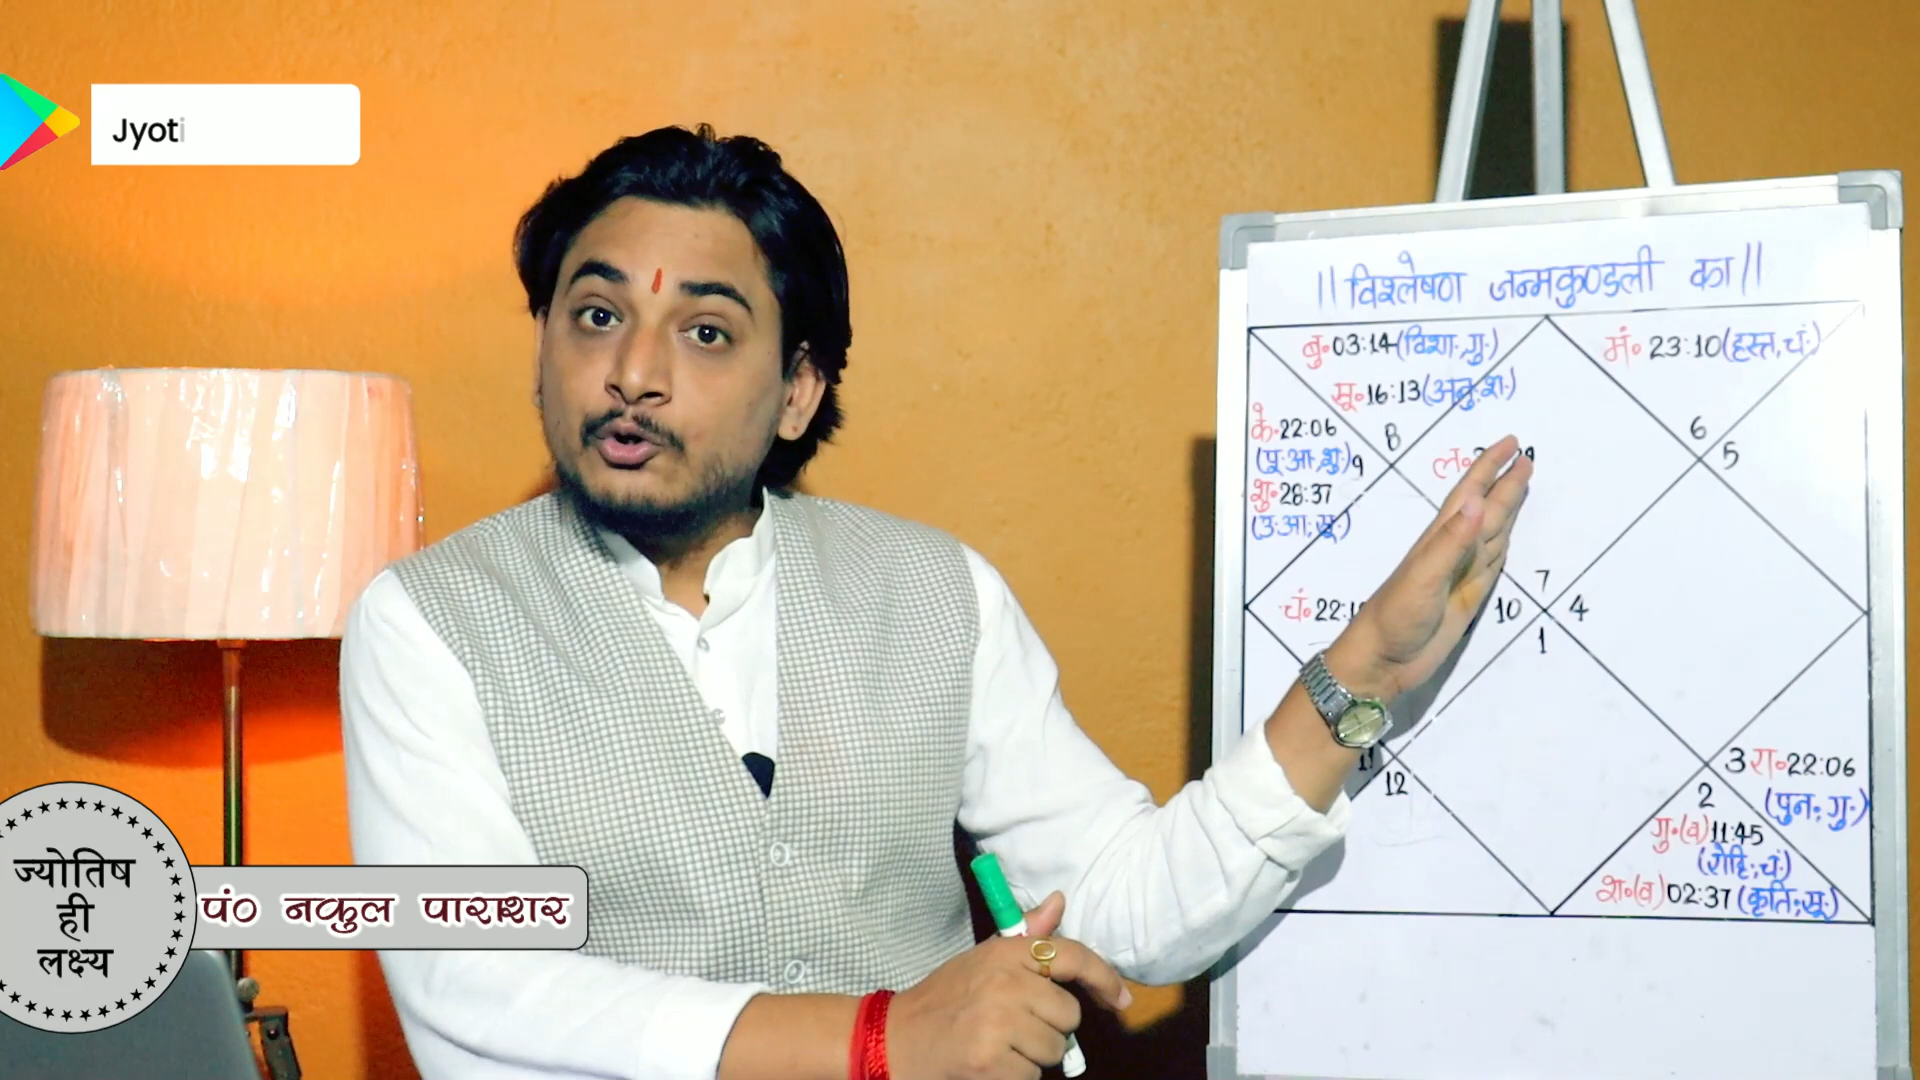 Jyoti
॥ विश्लेषण जन्मकुण्डली का ॥
बु॰ 03:14 (विशा॰, गु॰)
सू॰ 16:13 (अनु॰, श॰)
मं॰ 23:10 (हस्त, चं॰)
के॰ 22:06
(पू॰आ॰, शु॰) 9
8
6
5
ल॰
शु॰ 28:37
(उ॰आ॰, सू॰)
चं॰ 22:1
7
10
4
1
11
12
3 रा॰ 22:06
(पुन॰, गु॰)
2
गु॰(व) 11:45
(रोहि॰, चं॰)
श॰(व) 02:37 (कृति॰, सू॰)
ज्योतिष
ही
लक्ष्य
पं० नकुल पाराशर